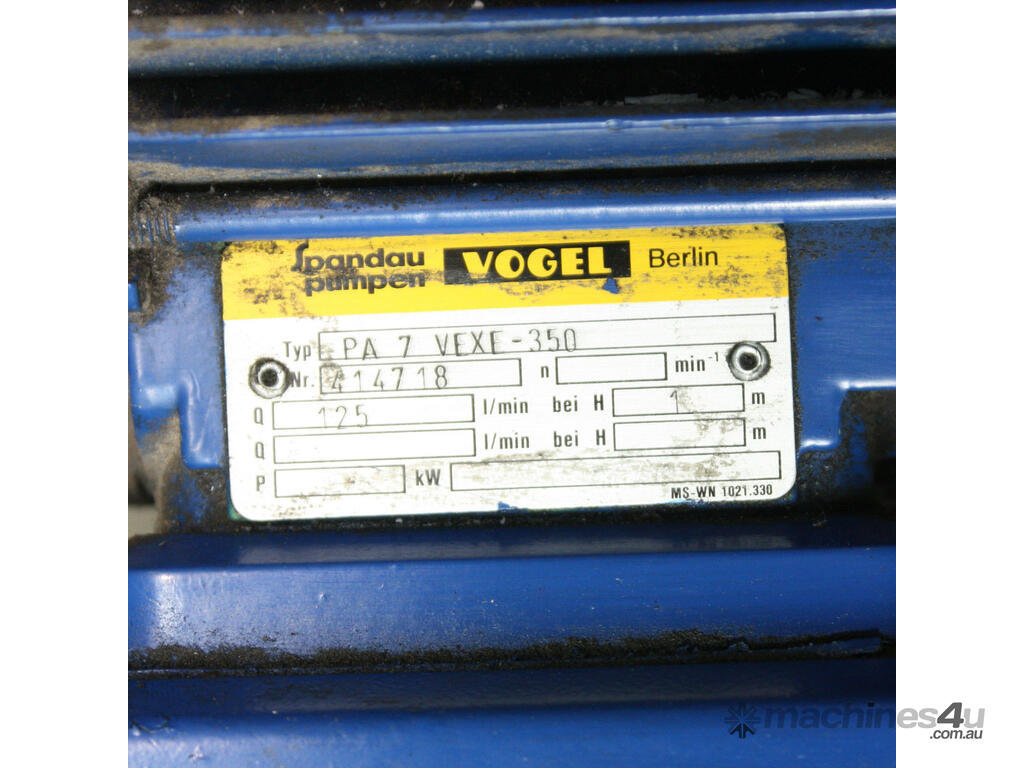 Spandau pumpen VOGEL Berlin
Typ PA 7 VEXE-350
Nr. 414718 n min⁻¹
Q 125 l/min bei H 1 m
Q l/min bei H m
P kW
MS-WN 1021.330
machines4u
.com.au